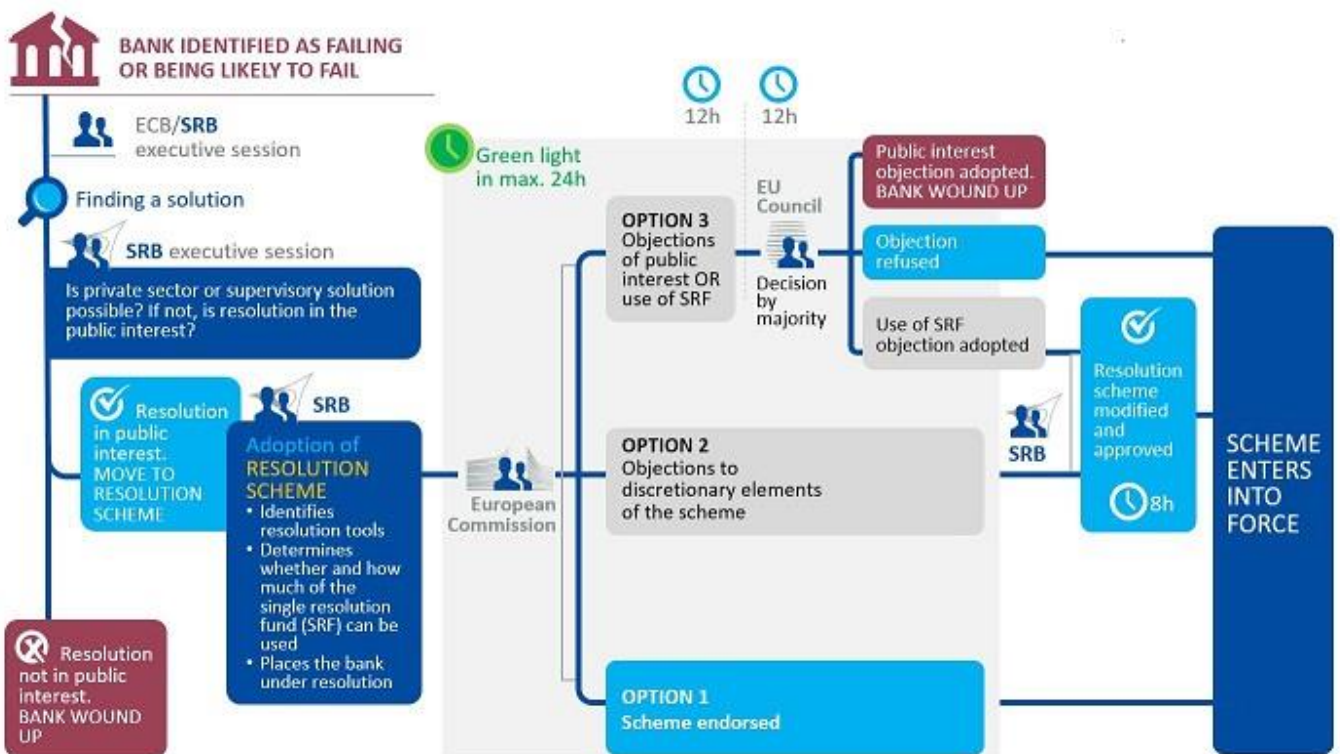 BANK IDENTIFIED AS FAILING
OR BEING LIKELY TO FAIL
ECB/SRB
executive session
Finding a solution
SRB executive session
Is private sector or supervisory solution
possible? If not, is resolution in the
public interest?
Resolution
in public
interest.
MOVE TO
RESOLUTION
SCHEME
SRB
Adoption of
RESOLUTION
SCHEME
• Identifies
resolution tools
• Determines
whether and how
much of the
single resolution
fund (SRF) can be
used
• Places the bank
under resolution
Resolution
not in public
interest.
BANK WOUND
UP
Green light
in max. 24h
European
Commission
12h
12h
OPTION 3
Objections
of public
interest OR
use of SRF
EU
Council
Decision
by
majority
Public interest
objection adopted.
BANK WOUND UP
Objection
refused
Use of SRF
objection adopted
OPTION 2
Objections to
discretionary elements
of the scheme
SRB
Resolution
scheme
modified
and
approved
8h
OPTION 1
Scheme endorsed
SCHEME
ENTERS
INTO
FORCE